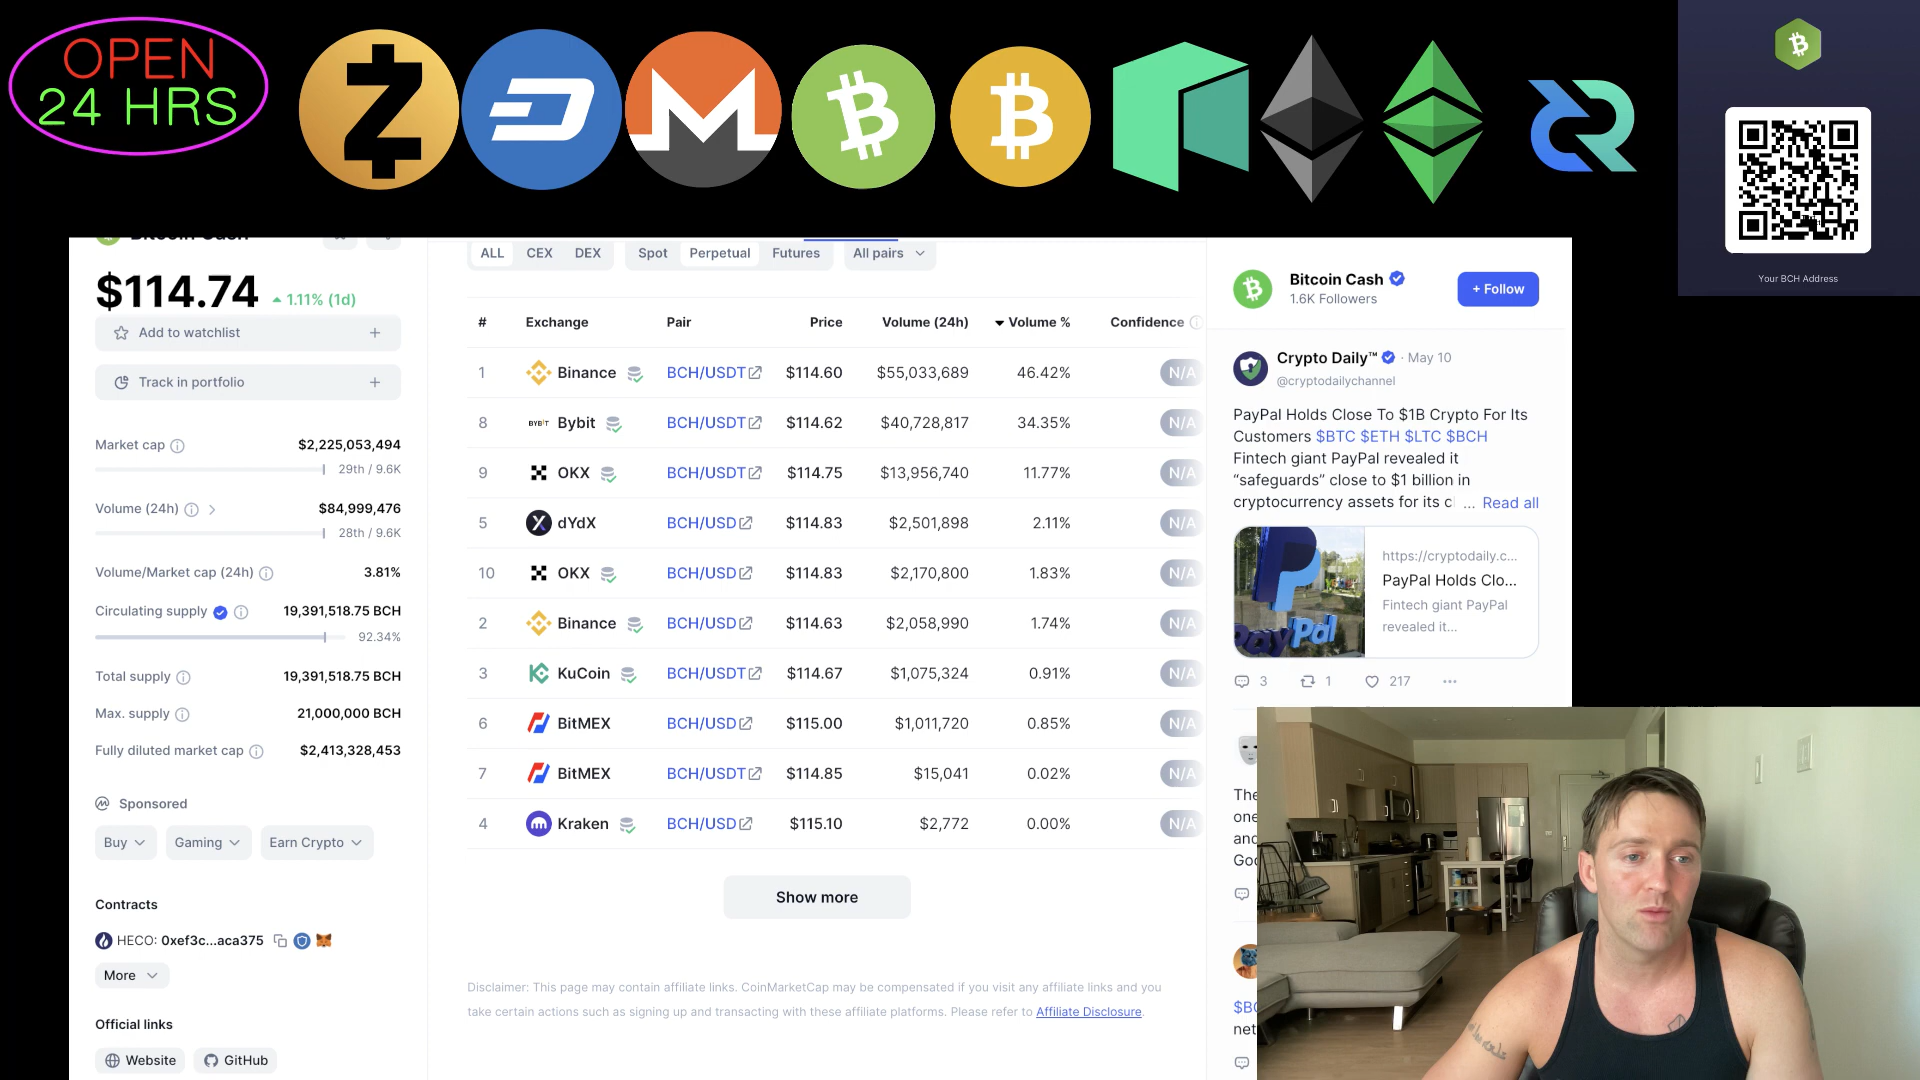 OPEN
24 HRS
Your BCH Address
$114.74 1.11% (1d)
Add to watchlist
Track in portfolio
Market cap $2,225,053,494
29th / 9.6K
Volume (24h) $84,999,476
28th / 9.6K
Volume/Market cap (24h) 3.81%
Circulating supply 19,391,518.75 BCH
92.34%
Total supply 19,391,518.75 BCH
Max. supply 21,000,000 BCH
Fully diluted market cap $2,413,328,453
Sponsored
Buy Gaming Earn Crypto
Contracts
HECO: 0xef3c...aca375
More
Official links
Website GitHub
ALL CEX DEX Spot Perpetual Futures All pairs
# Exchange Pair Price Volume (24h) Volume % Confidence
1 Binance BCH/USDT $114.60 $55,033,689 46.42% N/A
8 BYBIT Bybit BCH/USDT $114.62 $40,728,817 34.35% N/A
9 OKX BCH/USDT $114.75 $13,956,740 11.77% N/A
5 dYdX BCH/USD $114.83 $2,501,898 2.11% N/A
10 OKX BCH/USD $114.83 $2,170,800 1.83% N/A
2 Binance BCH/USD $114.63 $2,058,990 1.74% N/A
3 KuCoin BCH/USDT $114.67 $1,075,324 0.91% N/A
6 BitMEX BCH/USD $115.00 $1,011,720 0.85% N/A
7 BitMEX BCH/USDT $114.85 $15,041 0.02% N/A
4 Kraken BCH/USD $115.10 $2,772 0.00% N/A
Show more
Disclaimer: This page may contain affiliate links. CoinMarketCap may be compensated if you visit any affiliate links and you
take certain actions such as signing up and transacting with these affiliate platforms. Please refer to Affiliate Disclosure.
Bitcoin Cash
1.6K Followers
+ Follow
Crypto Daily™ · May 10
@cryptodailychannel
PayPal Holds Close To $1B Crypto For Its
Customers $BTC $ETH $LTC $BCH
Fintech giant PayPal revealed it
“safeguards” close to $1 billion in
cryptocurrency assets for its c ... Read all
https://cryptodaily.c...
PayPal Holds Clo...
Fintech giant PayPal
revealed it...
PayPal
3 1 217 ...
The
one
and
$BC
net